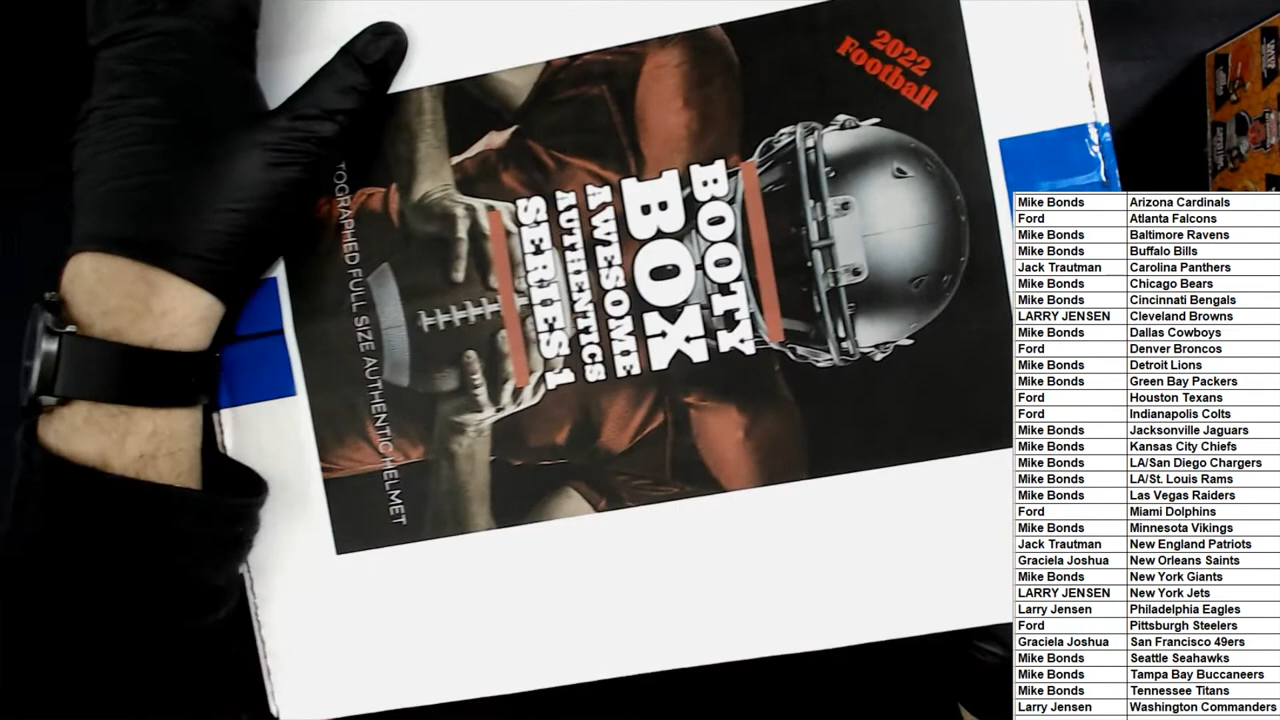 2022
Football
BOOTY
BOX
AWESOME
AUTHENTICS
SERIES 1
TOGRAPHED FULL SIZE AUTHENTIC HELMET
Mike Bonds Arizona Cardinals
Ford Atlanta Falcons
Mike Bonds Baltimore Ravens
Mike Bonds Buffalo Bills
Jack Trautman Carolina Panthers
Mike Bonds Chicago Bears
Mike Bonds Cincinnati Bengals
LARRY JENSEN Cleveland Browns
Mike Bonds Dallas Cowboys
Ford Denver Broncos
Mike Bonds Detroit Lions
Mike Bonds Green Bay Packers
Ford Houston Texans
Ford Indianapolis Colts
Mike Bonds Jacksonville Jaguars
Mike Bonds Kansas City Chiefs
Mike Bonds LA/San Diego Chargers
Mike Bonds LA/St. Louis Rams
Mike Bonds Las Vegas Raiders
Ford Miami Dolphins
Mike Bonds Minnesota Vikings
Jack Trautman New England Patriots
Graciela Joshua New Orleans Saints
Mike Bonds New York Giants
LARRY JENSEN New York Jets
Larry Jensen Philadelphia Eagles
Ford Pittsburgh Steelers
Graciela Joshua San Francisco 49ers
Mike Bonds Seattle Seahawks
Mike Bonds Tampa Bay Buccaneers
Mike Bonds Tennessee Titans
Larry Jensen Washington Commanders